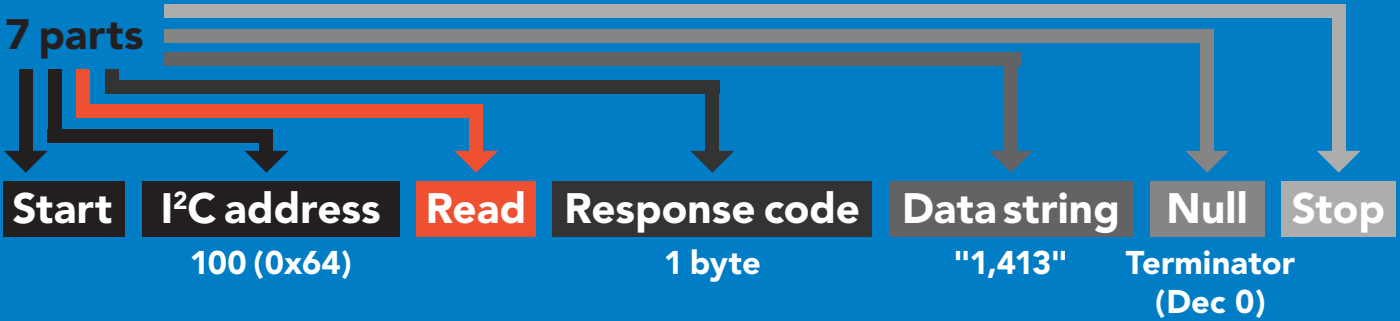 7 parts
Start I²C address Read Response code Data string Null Stop
100 (0x64) 1 byte "1,413" Terminator
(Dec 0)